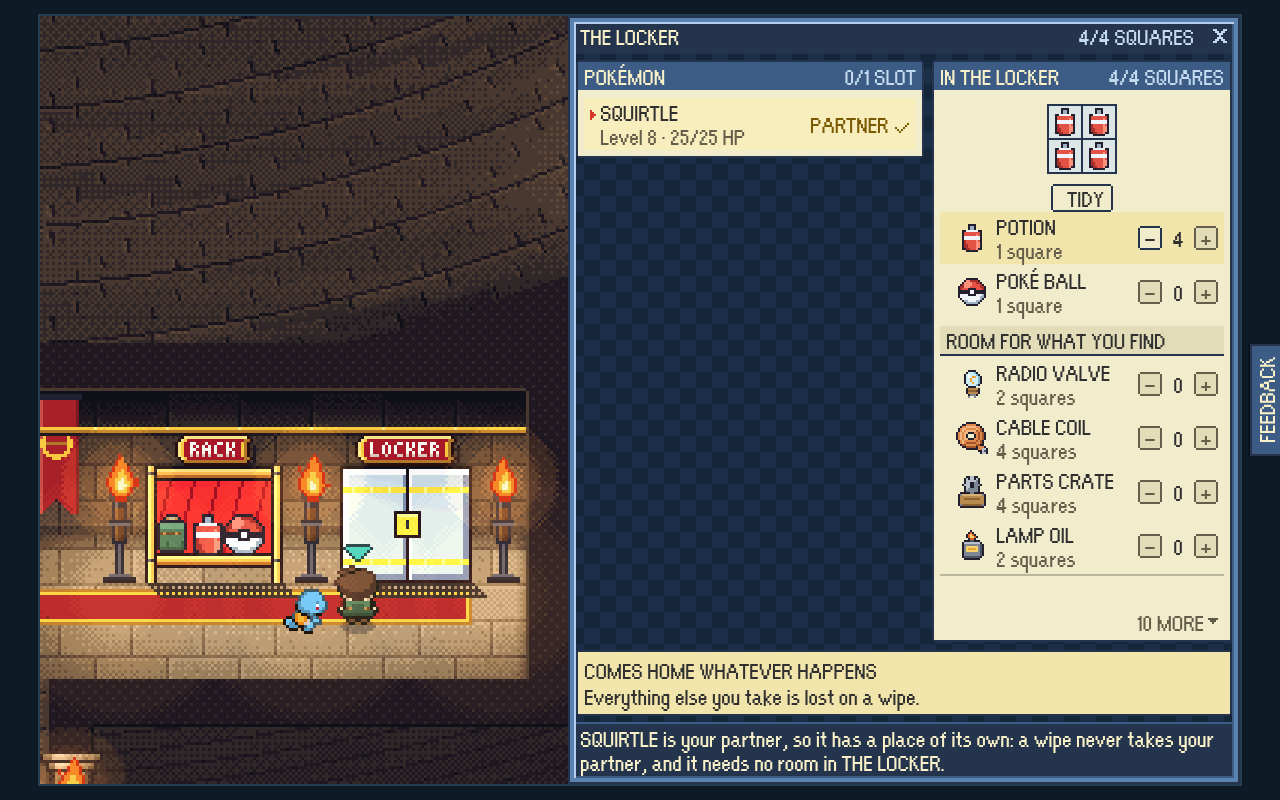 THE LOCKER
4/4 SQUARES X
POKÉMON
0/1 SLOT
SQUIRTLE
Level 8 · 25/25 HP
PARTNER
IN THE LOCKER
4/4 SQUARES
TIDY
POTION
1 square
− 4 +
POKÉ BALL
1 square
− 0 +
ROOM FOR WHAT YOU FIND
RADIO VALVE
2 squares
− 0 +
CABLE COIL
4 squares
− 0 +
PARTS CRATE
4 squares
− 0 +
LAMP OIL
2 squares
− 0 +
10 MORE
COMES HOME WHATEVER HAPPENS
Everything else you take is lost on a wipe.
SQUIRTLE is your partner, so it has a place of its own: a wipe never takes your
partner, and it needs no room in THE LOCKER.
RACK
LOCKER
FEEDBACK